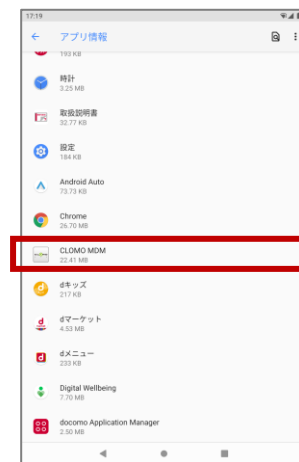 17:19
アプリ情報
193 KB
時計
3.25 MB
取扱説明書
32.77 KB
設定
184 KB
Android Auto
73.73 KB
Chrome
26.70 MB
CLOMO MDM
22.41 MB
dキッズ
217 KB
dマーケット
4.53 MB
dメニュー
233 KB
Digital Wellbeing
7.70 MB
docomo Application Manager
2.50 MB